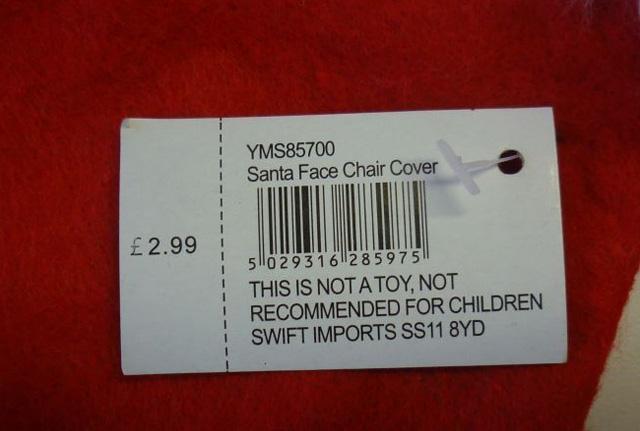 YMS85700
Santa Face Chair Cover
£2.99
5 029316 285975
THIS IS NOT A TOY, NOT
RECOMMENDED FOR CHILDREN
SWIFT IMPORTS SS11 8YD